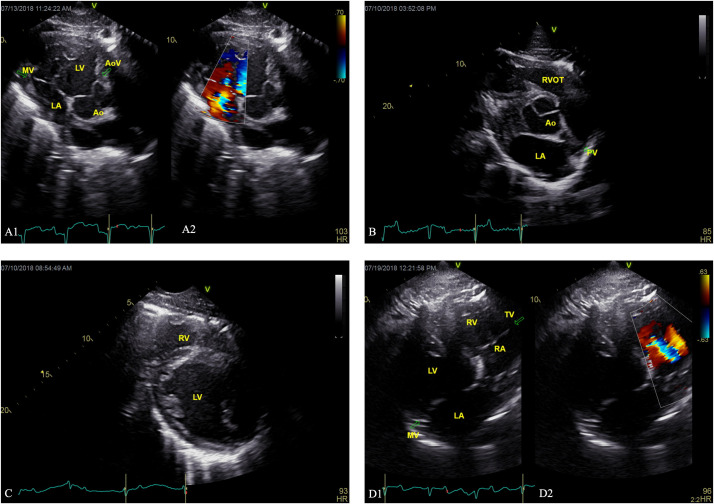 07/13/2018 11:24:22 AM
V
.70
0
10
MV
LV
AoV
LA
Ao
-.70
A1
A2
103
HR
07/10/2018 03:52:08 PM
V
10
RVOT
20
Ao
LA
PV
B
85
HR
07/10/2018 08:54:49 AM
V
5
RV
10
LV
15
20
C
93
HR
07/19/2018 12:21:58 PM
V
.63
0
10
TV
RV
RA
-.63
LV
LA
MV
D1
D2
96
HR